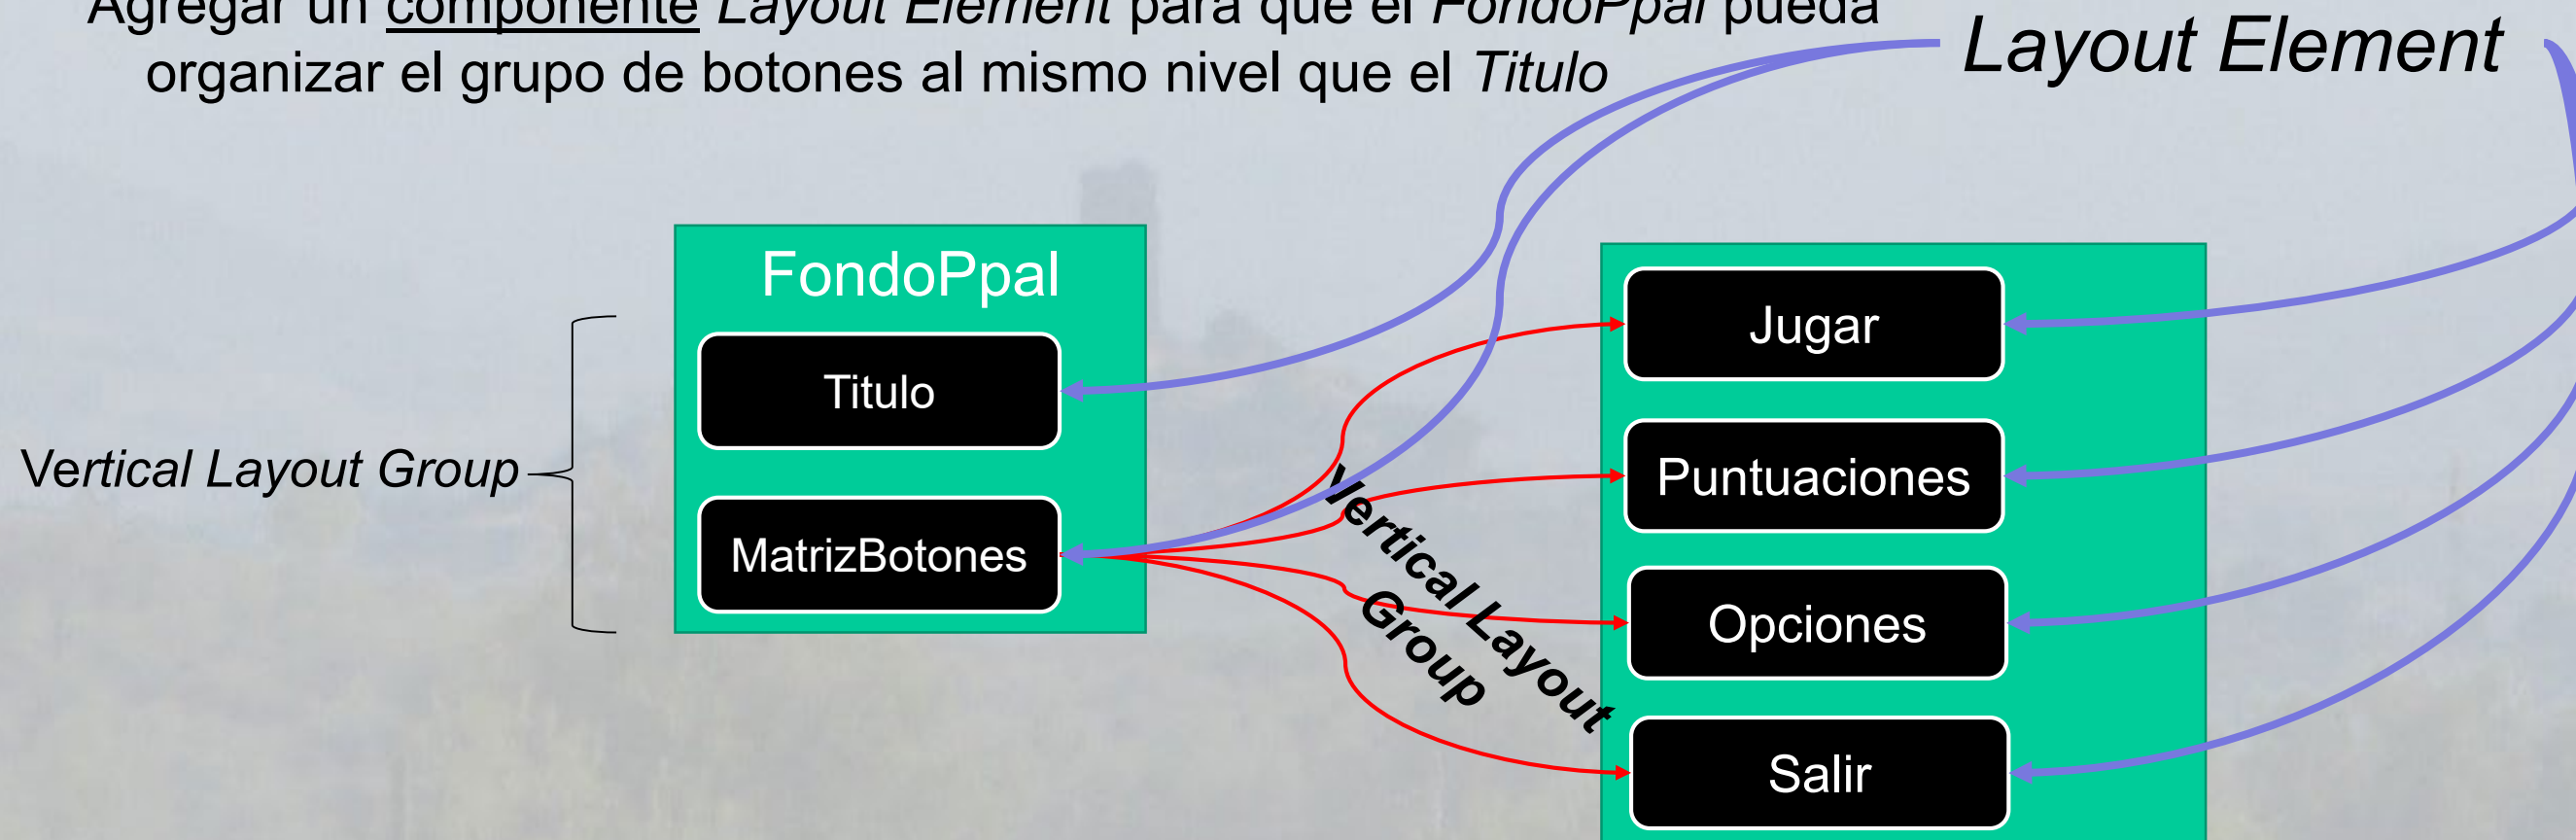 Agregar un componente Layout Element para que el FondoPpal pueda
organizar el grupo de botones al mismo nivel que el Titulo
Layout Element
FondoPpal
Titulo
MatrizBotones
Vertical Layout Group
Vertical Layout
Group
Jugar
Puntuaciones
Opciones
Salir